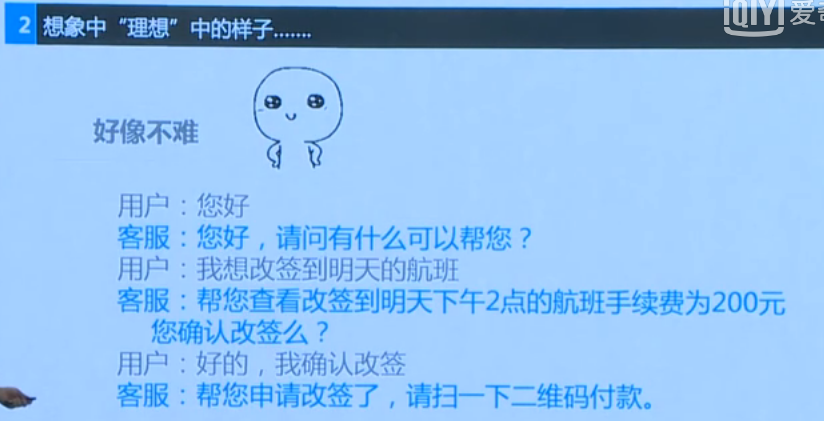 2 想象中“理想”中的样子.......
iQIYI 爱
好像不难
用户：您好
客服：您好，请问有什么可以帮您？
用户：我想改签到明天的航班
客服：帮您查看改签到明天下午2点的航班手续费为200元
您确认改签么？
用户：好的，我确认改签
客服：帮您申请改签了，请扫一下二维码付款。